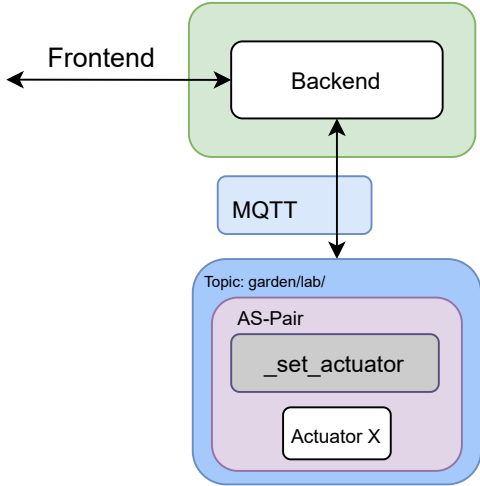 Frontend
Backend
MQTT
Topic: garden/lab/
AS-Pair
_set_actuator
Actuator X